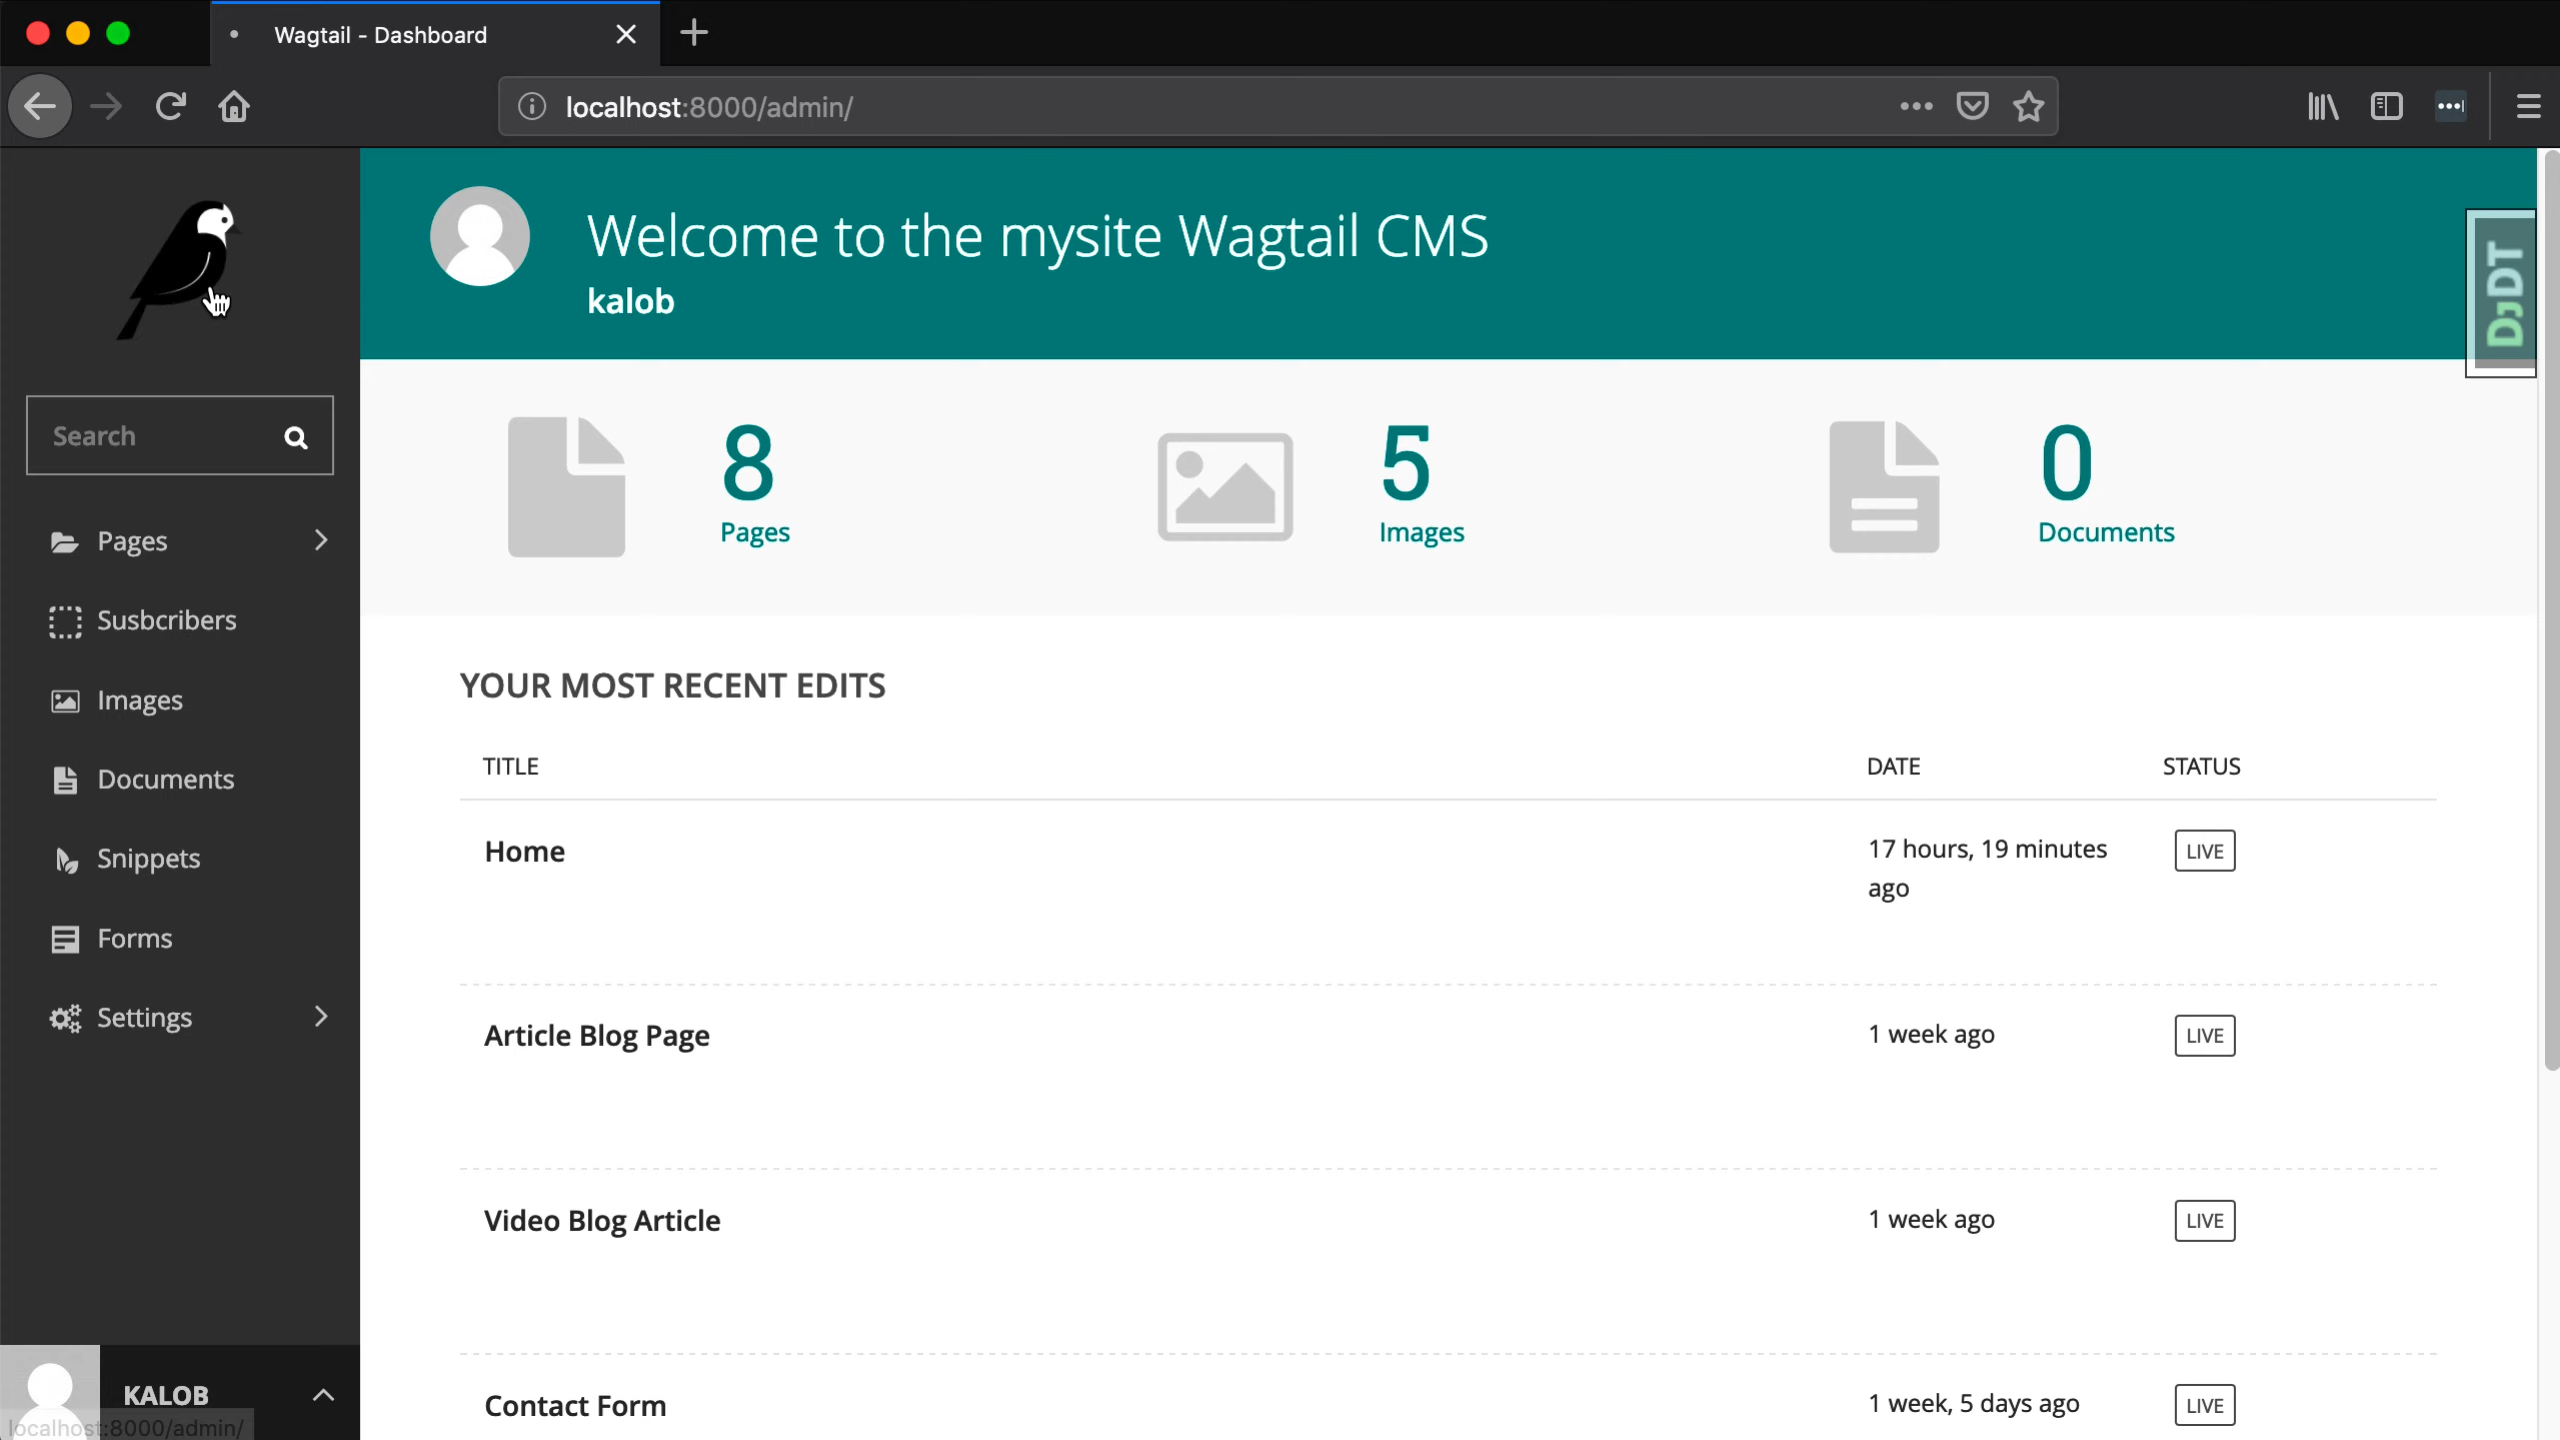 Wagtail - Dashboard
localhost:8000/admin/
Welcome to the mysite Wagtail CMS
kalob
DjDT
Search
8
Pages
5
Images
0
Documents
Pages
Susbcribers
Images
Documents
Snippets
Forms
Settings
YOUR MOST RECENT EDITS
TITLE DATE STATUS
Home 17 hours, 19 minutes ago LIVE
Article Blog Page 1 week ago LIVE
Video Blog Article 1 week ago LIVE
Contact Form 1 week, 5 days ago LIVE
KALOB
localhost:8000/admin/